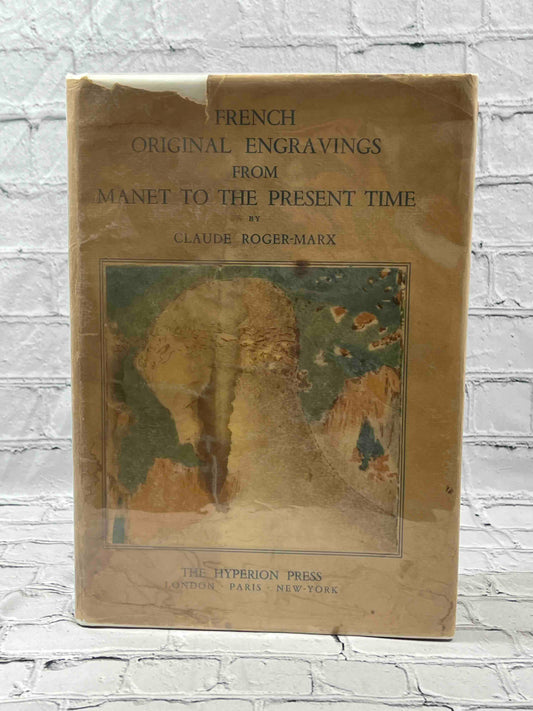 FRENCH
ORIGINAL ENGRAVINGS
FROM
MANET TO THE PRESENT TIME
BY
CLAUDE ROGER-MARX
THE HYPERION PRESS
LONDON · PARIS · NEW-YORK